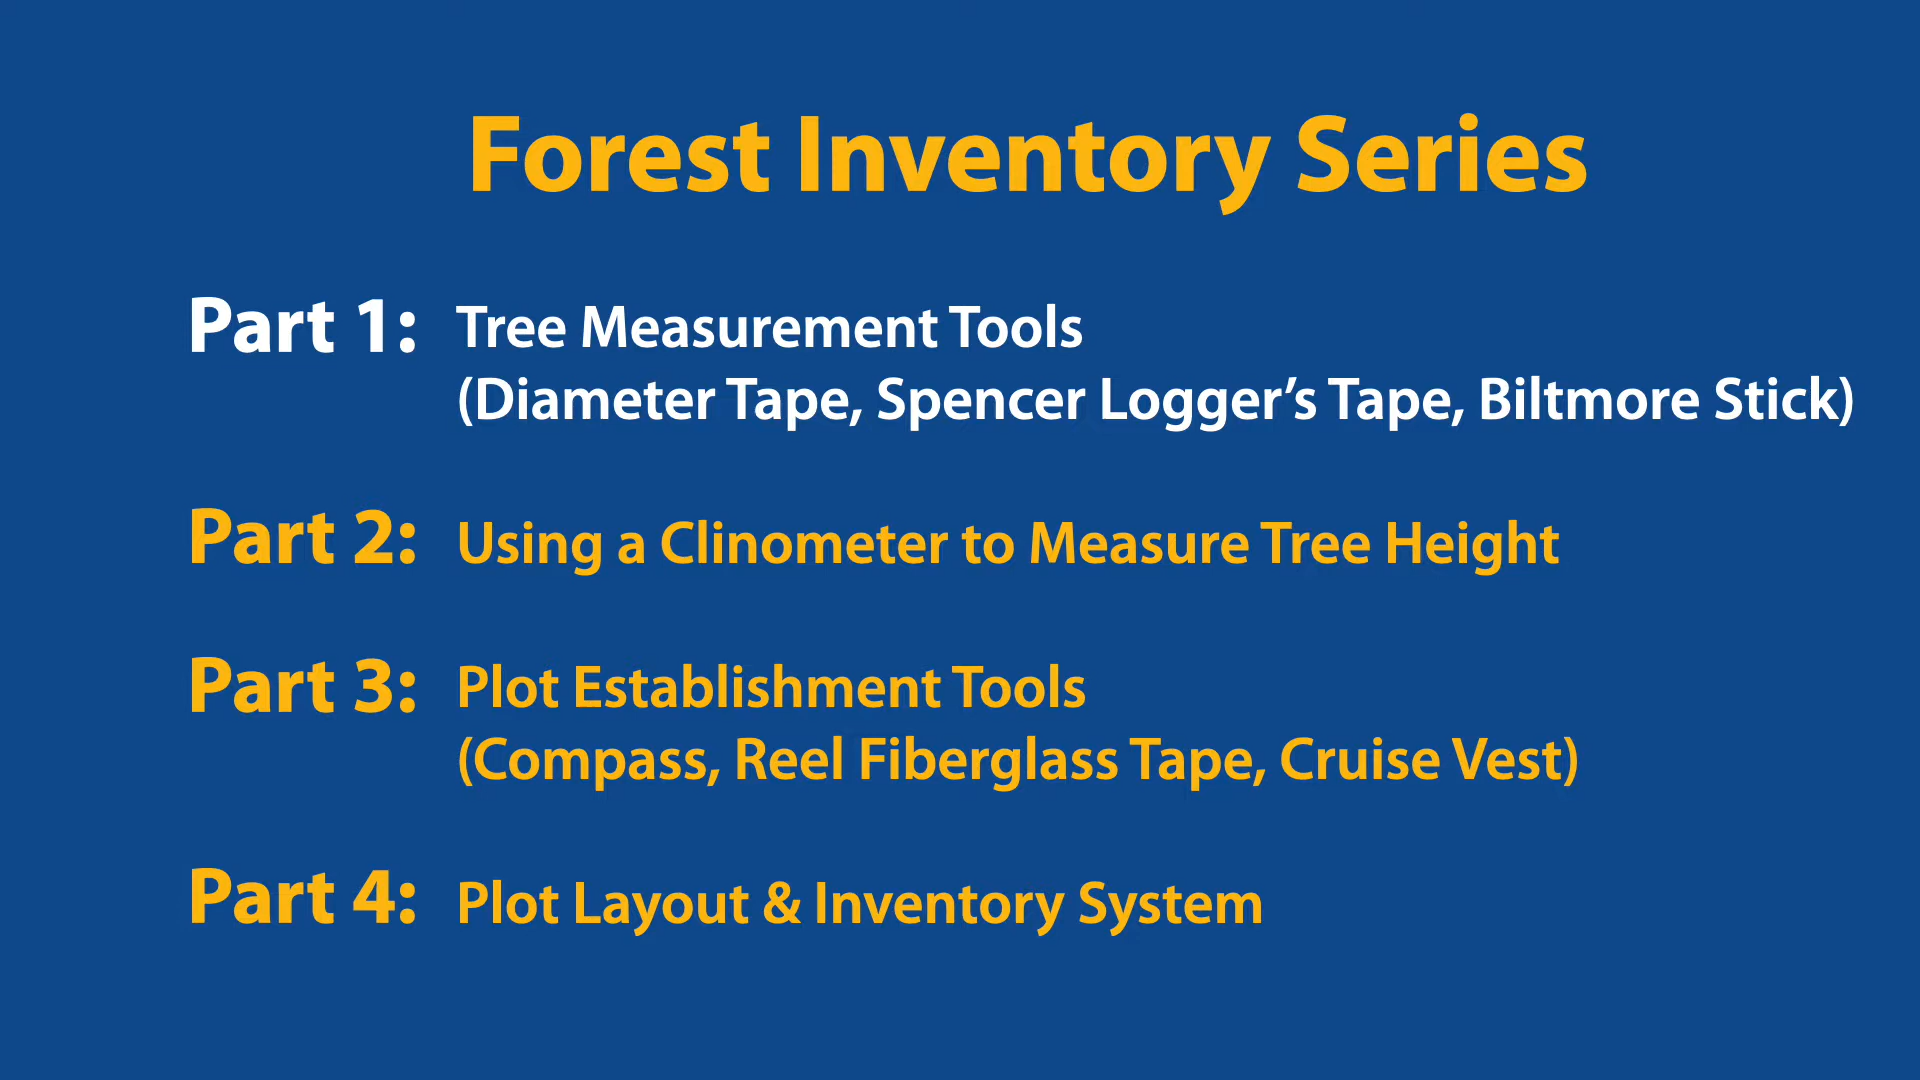 Forest Inventory Series
Part 1: Tree Measurement Tools
(Diameter Tape, Spencer Logger’s Tape, Biltmore Stick)
Part 2: Using a Clinometer to Measure Tree Height
Part 3: Plot Establishment Tools
(Compass, Reel Fiberglass Tape, Cruise Vest)
Part 4: Plot Layout & Inventory System